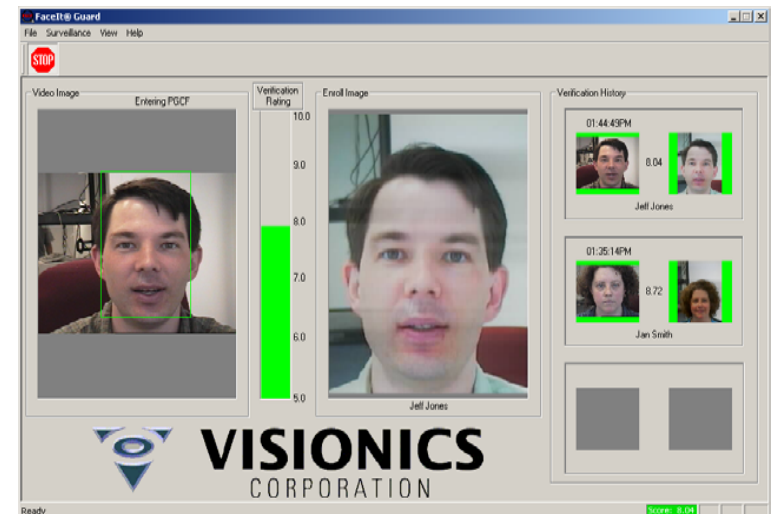 FaceIt® Guard
File Surveillance View Help
STOP
Video Image
Entering PGCF
Verification
Rating
10.0
9.0
8.0
7.0
6.0
5.0
Enroll Image
Jeff Jones
Verification History
01:44:49PM
8.04
Jeff Jones
01:35:14PM
8.72
Jan Smith
VISIONICS
CORPORATION
Ready
Score: 8.04